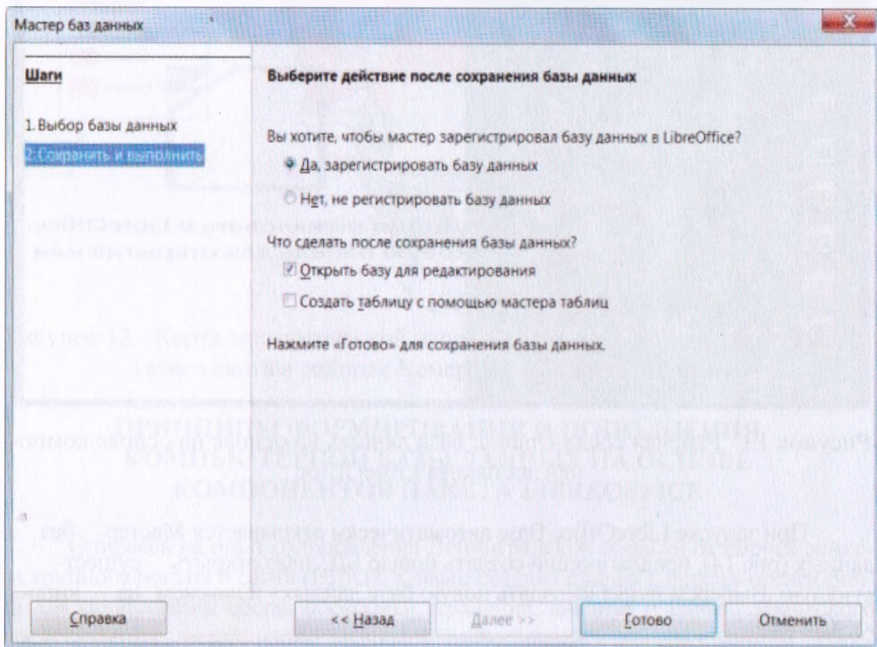 Мастер баз данных
Шаги
1. Выбор базы данных
2. Сохранить и выполнить
Выберите действие после сохранения базы данных
Вы хотите, чтобы мастер зарегистрировал базу данных в LibreOffice?
Да, зарегистрировать базу данных
Нет, не регистрировать базу данных
Что сделать после сохранения базы данных?
Открыть базу для редактирования
Создать таблицу с помощью мастера таблиц
Нажмите «Готово» для сохранения базы данных.
Справка
<< Назад
Далее >>
Готово
Отменить